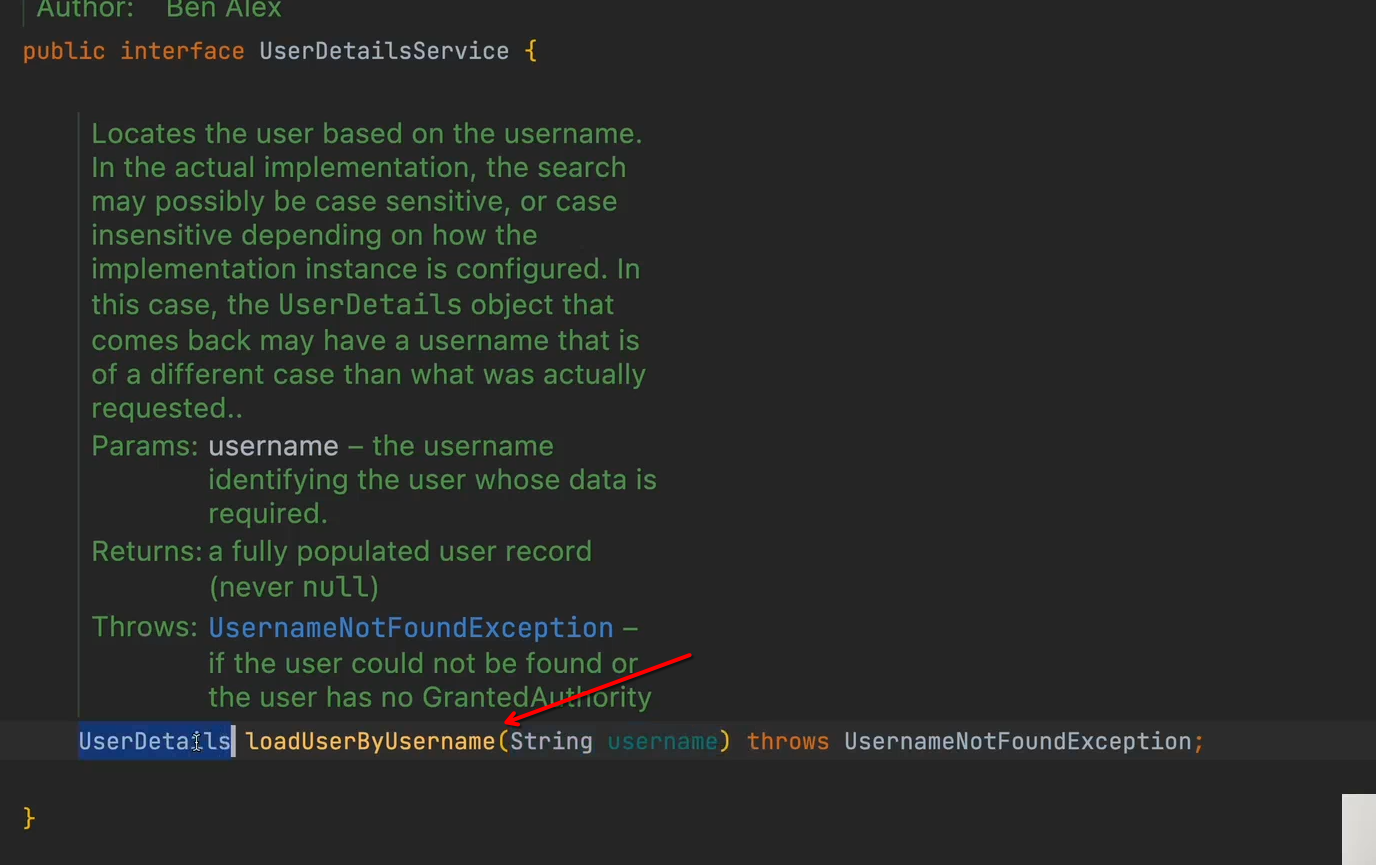 Author: Ben Alex
public interface UserDetailsService {
Locates the user based on the username.
In the actual implementation, the search
may possibly be case sensitive, or case
insensitive depending on how the
implementation instance is configured. In
this case, the UserDetails object that
comes back may have a username that is
of a different case than what was actually
requested..
Params: username – the username
identifying the user whose data is
required.
Returns: a fully populated user record
(never null)
Throws: UsernameNotFoundException –
if the user could not be found or
the user has no GrantedAuthority
UserDetails loadUserByUsername(String username) throws UsernameNotFoundException;
}